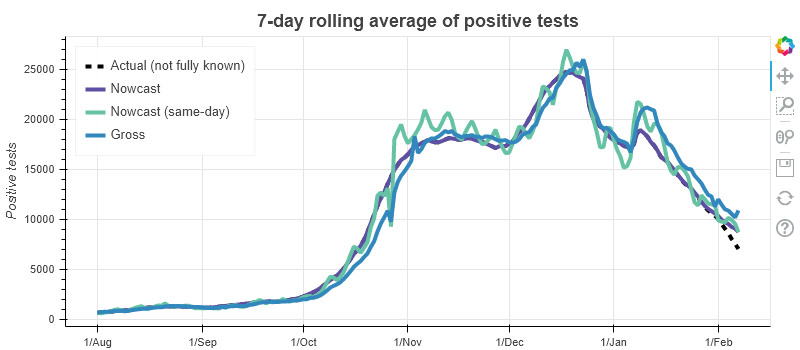 7-day rolling average of positive tests
Actual (not fully known)
Nowcast
Nowcast (same-day)
Gross
Positive tests
25000
20000
15000
10000
5000
0
1/Aug
1/Sep
1/Oct
1/Nov
1/Dec
1/Jan
1/Feb